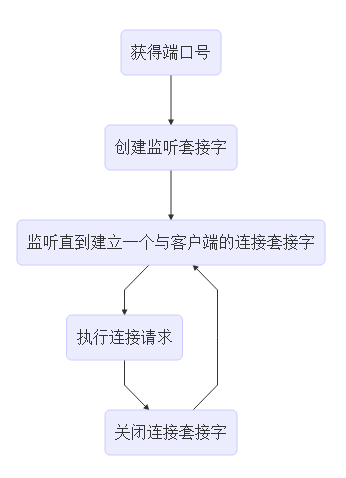 获得端口号
创建监听套接字
监听直到建立一个与客户端的连接套接字
执行连接请求
关闭连接套接字